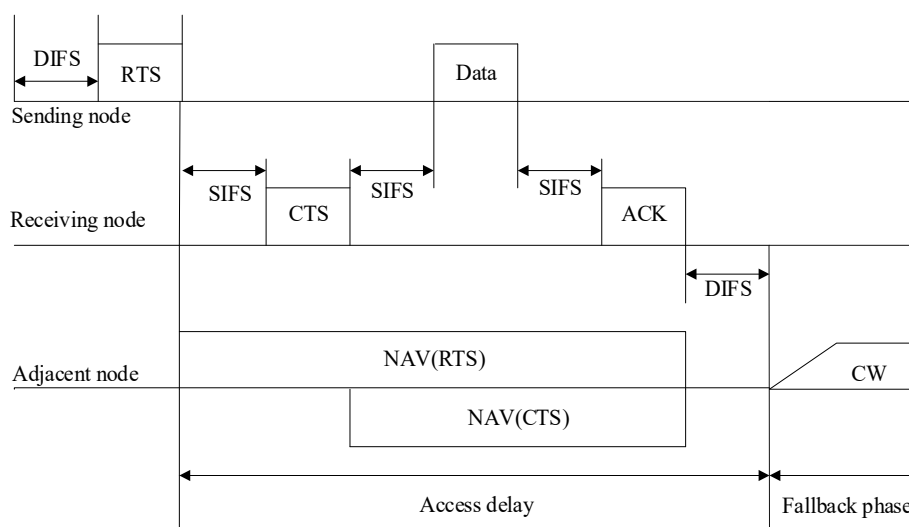 DIFS
RTS
Data
Sending node
SIFS
CTS
SIFS
SIFS
ACK
Receiving node
DIFS
NAV(RTS)
Adjacent node
CW
NAV(CTS)
Access delay
Fallback phase